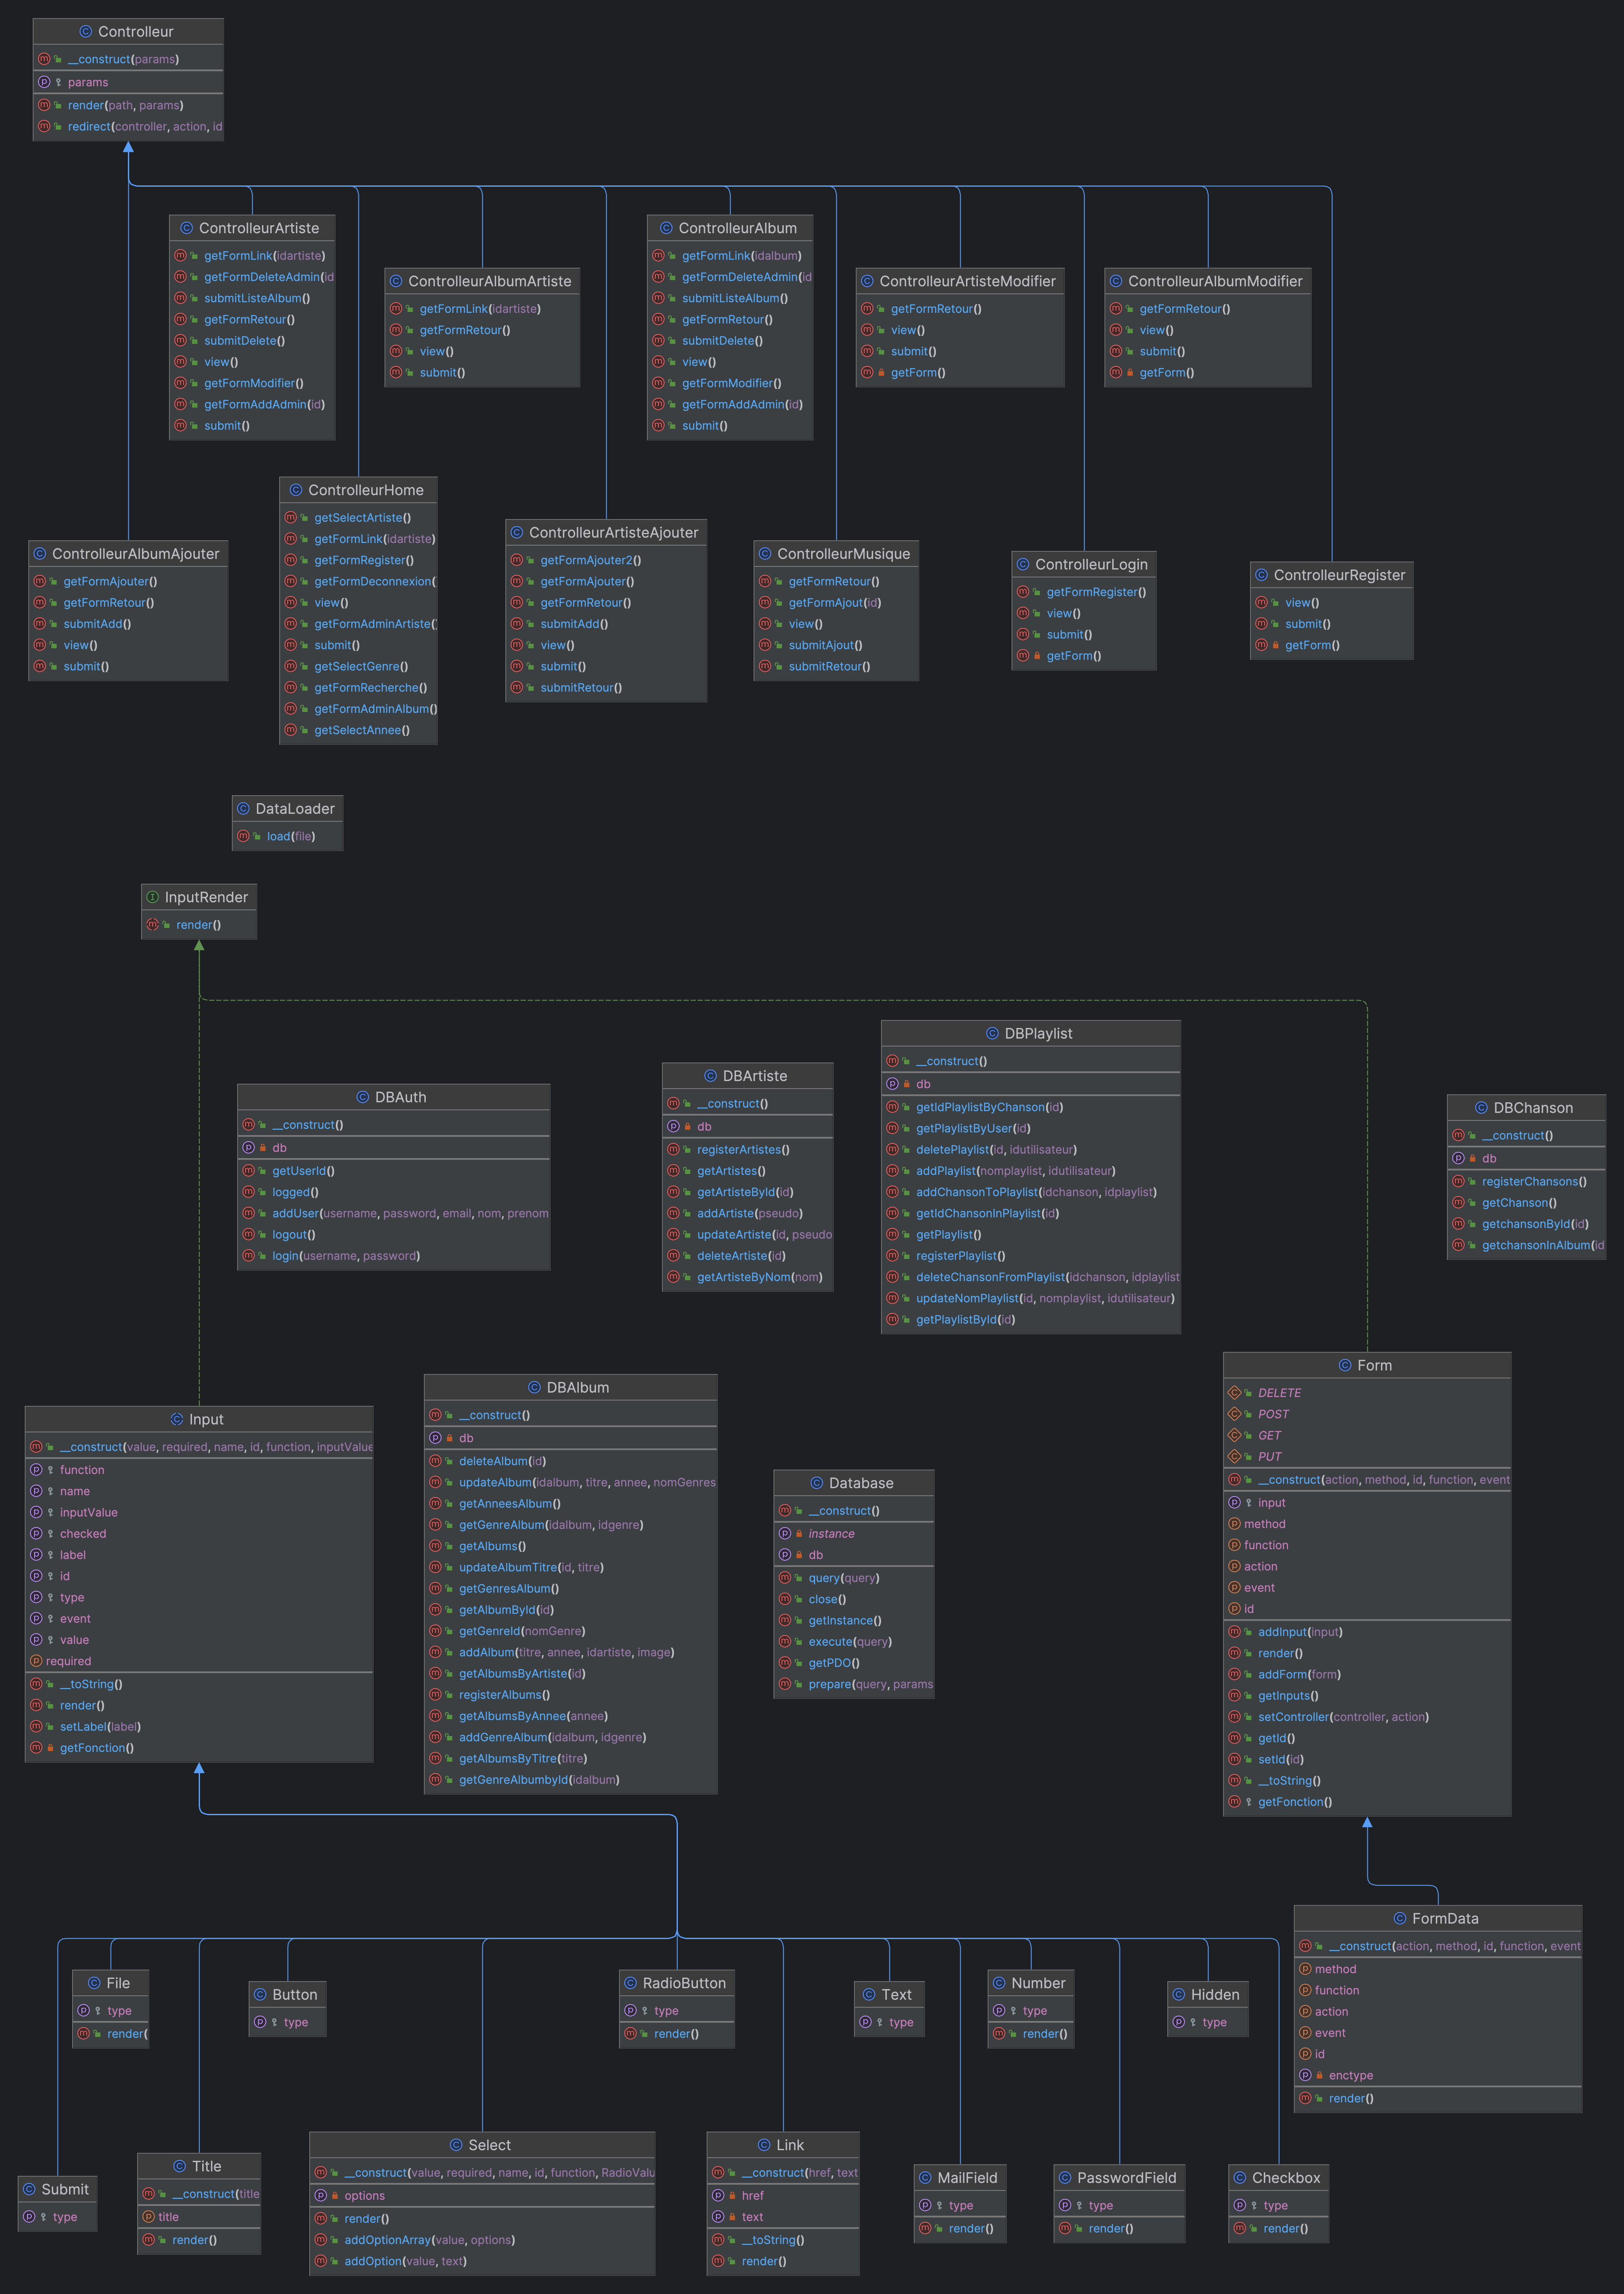 Controlleur
__construct(params)
params
render(path, params)
redirect(controller, action, id
ControlleurArtiste
getFormLink(idartiste)
getFormDeleteAdmin(id
submitListeAlbum()
getFormRetour()
submitDelete()
view()
getFormModifier()
getFormAddAdmin(id)
submit()
ControlleurAlbumArtiste
getFormLink(idartiste)
getFormRetour()
view()
submit()
ControlleurAlbum
getFormLink(idalbum)
getFormDeleteAdmin(id
submitListeAlbum()
getFormRetour()
submitDelete()
view()
getFormModifier()
getFormAddAdmin(id)
submit()
ControlleurArtisteModifier
getFormRetour()
view()
submit()
getForm()
ControlleurAlbumModifier
getFormRetour()
view()
submit()
getForm()
ControlleurAlbumAjouter
getFormAjouter()
getFormRetour()
submitAdd()
view()
submit()
ControlleurHome
getSelectArtiste()
getFormLink(idartiste)
getFormRegister()
getFormDeconnexion(
view()
getFormAdminArtiste(
submit()
getSelectGenre()
getFormRecherche()
getFormAdminAlbum()
getSelectAnnee()
ControlleurArtisteAjouter
getFormAjouter2()
getFormAjouter()
getFormRetour()
submitAdd()
view()
submit()
submitRetour()
ControlleurMusique
getFormRetour()
getFormAjout(id)
view()
submitAjout()
submitRetour()
ControlleurLogin
getFormRegister()
view()
submit()
getForm()
ControlleurRegister
view()
submit()
getForm()
DataLoader
load(file)
InputRender
render()
DBAuth
__construct()
db
getUserId()
logged()
addUser(username, password, email, nom, prenom
logout()
login(username, password)
DBArtiste
__construct()
db
registerArtistes()
getArtistes()
getArtisteById(id)
addArtiste(pseudo)
updateArtiste(id, pseudo
deleteArtiste(id)
getArtisteByNom(nom)
DBPlaylist
__construct()
db
getIdPlaylistByChanson(id)
getPlaylistByUser(id)
deletePlaylist(id, idutilisateur)
addPlaylist(nomplaylist, idutilisateur)
addChansonToPlaylist(idchanson, idplaylist)
getIdChansonInPlaylist(id)
getPlaylist()
registerPlaylist()
deleteChansonFromPlaylist(idchanson, idplaylist
updateNomPlaylist(id, nomplaylist, idutilisateur)
getPlaylistById(id)
DBChanson
__construct()
db
registerChansons()
getChanson()
getchansonById(id)
getchansonInAlbum(id
Input
__construct(value, required, name, id, function, inputValue
function
name
inputValue
checked
label
id
type
event
value
required
__toString()
render()
setLabel(label)
getFonction()
DBAlbum
__construct()
db
deleteAlbum(id)
updateAlbum(idalbum, titre, annee, nomGenres
getAnneesAlbum()
getGenreAlbum(idalbum, idgenre)
getAlbums()
updateAlbumTitre(id, titre)
getGenresAlbum()
getAlbumById(id)
getGenreId(nomGenre)
addAlbum(titre, annee, idartiste, image)
getAlbumsByArtiste(id)
registerAlbums()
getAlbumsByAnnee(annee)
addGenreAlbum(idalbum, idgenre)
getAlbumsByTitre(titre)
getGenreAlbumbyId(idalbum)
Database
__construct()
instance
db
query(query)
close()
getInstance()
execute(query)
getPDO()
prepare(query, params
Form
DELETE
POST
GET
PUT
__construct(action, method, id, function, event
input
method
function
action
event
id
addInput(input)
render()
addForm(form)
getInputs()
setController(controller, action)
getId()
setId(id)
__toString()
getFonction()
FormData
__construct(action, method, id, function, event
method
function
action
event
id
enctype
render()
File
type
render(
Button
type
RadioButton
type
render()
Text
type
Number
type
render()
Hidden
type
Submit
type
Title
__construct(title
title
render()
Select
__construct(value, required, name, id, function, RadioValu
options
render()
addOptionArray(value, options)
addOption(value, text)
Link
__construct(href, text
href
text
__toString()
render()
MailField
type
render()
PasswordField
type
render()
Checkbox
type
render()